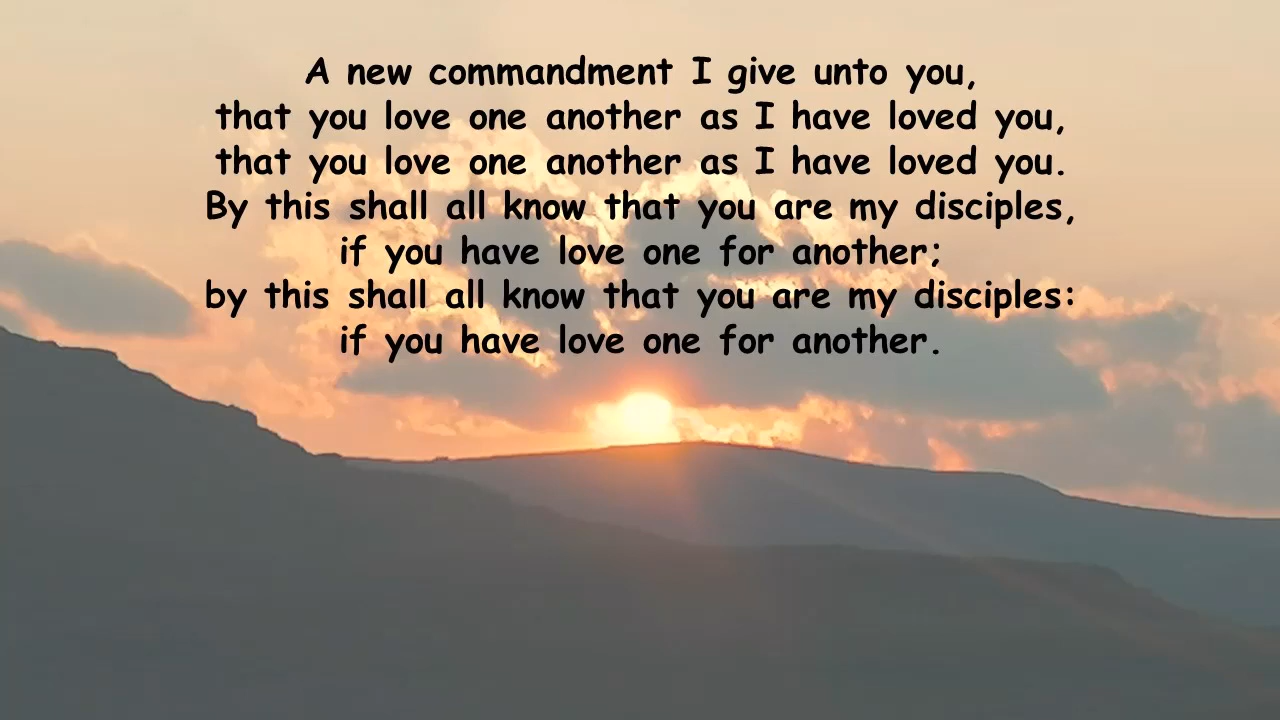 A new commandment I give unto you,
that you love one another as I have loved you,
that you love one another as I have loved you.
By this shall all know that you are my disciples,
if you have love one for another;
by this shall all know that you are my disciples:
if you have love one for another.